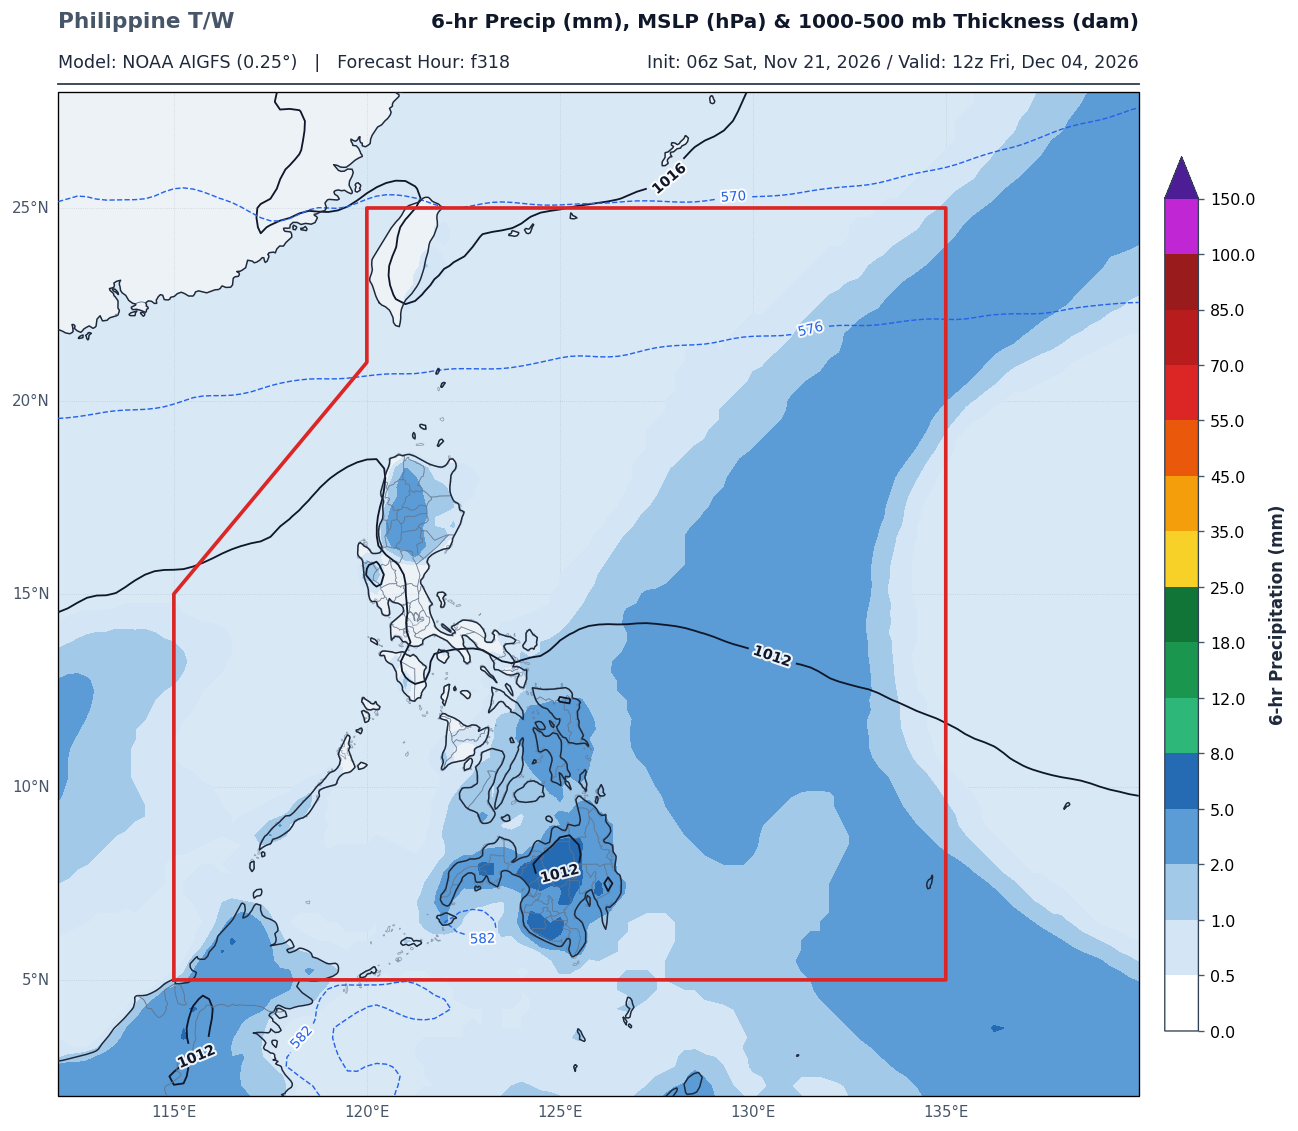 Philippine T/W
6-hr Precip (mm), MSLP (hPa) & 1000-500 mb Thickness (dam)
Model: NOAA AIGFS (0.25°) | Forecast Hour: f318
Init: 06z Sat, Nov 21, 2026 / Valid: 12z Fri, Dec 04, 2026
25°N
20°N
15°N
10°N
5°N
115°E
120°E
125°E
130°E
135°E
1016
570
576
1012
1012
582
582
1012
150.0
100.0
85.0
70.0
55.0
45.0
35.0
25.0
18.0
12.0
8.0
5.0
2.0
1.0
0.5
0.0
6-hr Precipitation (mm)